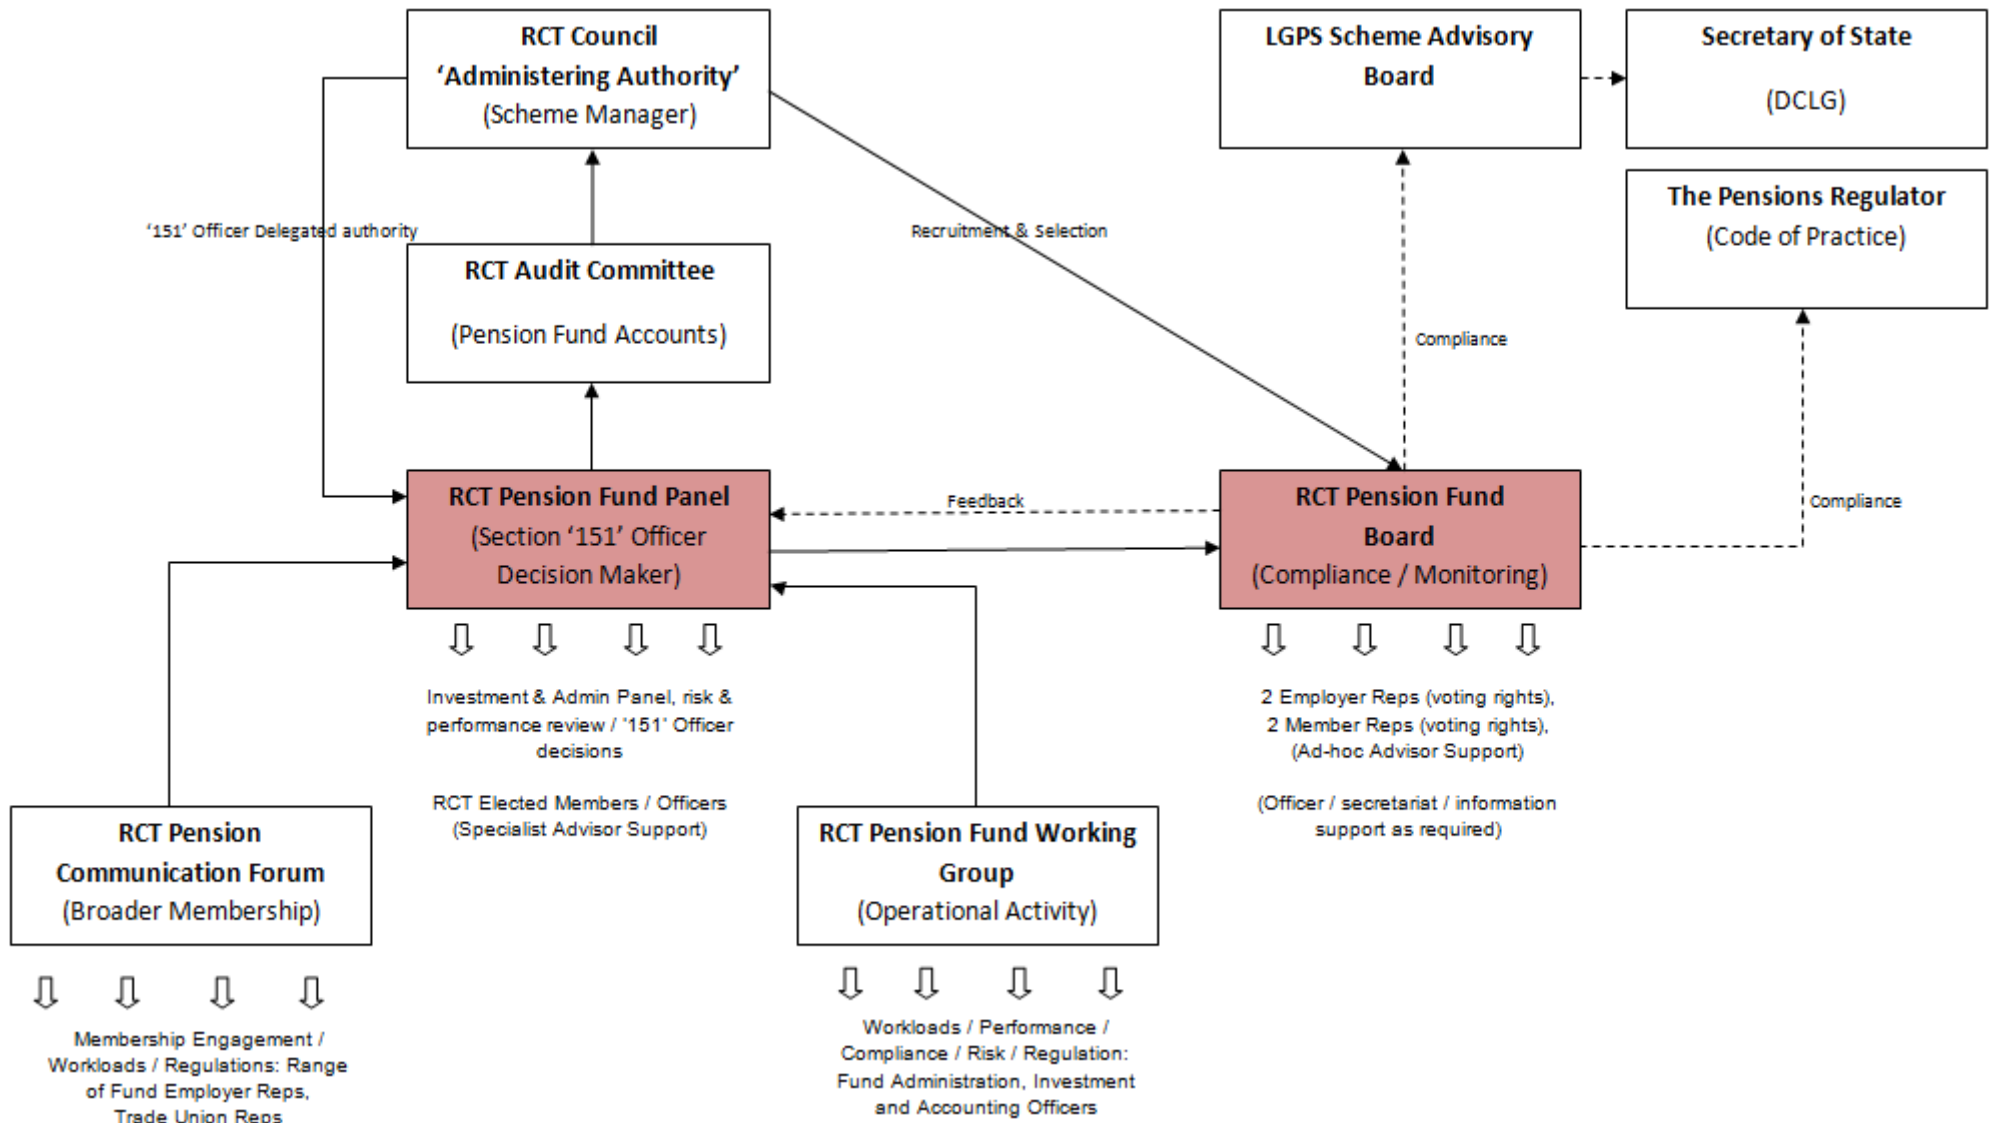 RCT Council
‘Administering Authority’
(Scheme Manager)
LGPS Scheme Advisory
Board
Secretary of State
(DCLG)
The Pensions Regulator
(Code of Practice)
‘151’ Officer Delegated authority
Recruitment & Selection
RCT Audit Committee
(Pension Fund Accounts)
Compliance
RCT Pension Fund Panel
(Section ‘151’ Officer
Decision Maker)
Feedback
RCT Pension Fund
Board
(Compliance / Monitoring)
Compliance
Investment & Admin Panel, risk &
performance review / '151' Officer
decisions
RCT Elected Members / Officers
(Specialist Advisor Support)
2 Employer Reps (voting rights),
2 Member Reps (voting rights),
(Ad-hoc Advisor Support)
(Officer / secretariat / information
support as required)
RCT Pension
Communication Forum
(Broader Membership)
RCT Pension Fund Working
Group
(Operational Activity)
Membership Engagement /
Workloads / Regulations: Range
of Fund Employer Reps,
Trade Union Reps
Workloads / Performance /
Compliance / Risk / Regulation:
Fund Administration, Investment
and Accounting Officers